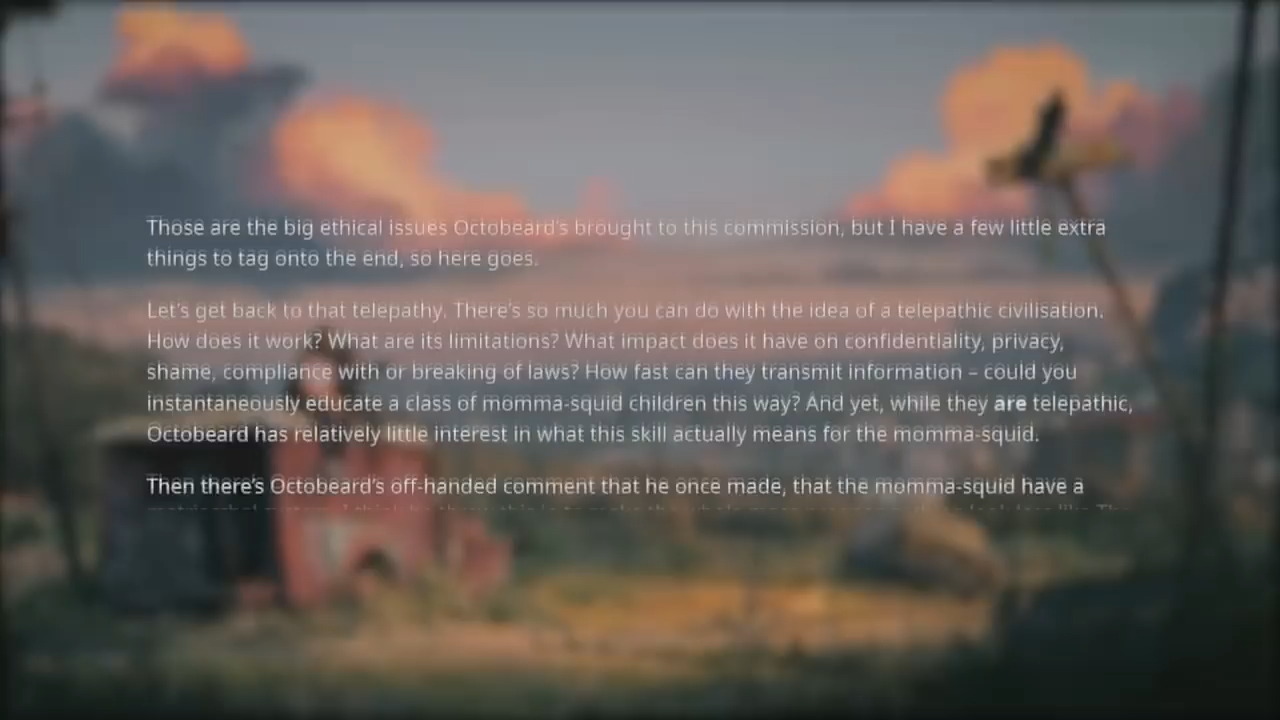 Those are the big ethical issues Octobeard's brought to this commission, but I have a few little extra
things to tag onto the end, so here goes.
Let's get back to that telepathy. There's so much you can do with the idea of a telepathic civilisation.
How does it work? What are its limitations? What impact does it have on confidentiality, privacy,
shame, compliance with or breaking of laws? How fast can they transmit information – could you
instantaneously educate a class of momma-squid children this way? And yet, while they are telepathic,
Octobeard has relatively little interest in what this skill actually means for the momma-squid.
Then there's Octobeard's off-handed comment that he once made, that the momma-squid have a